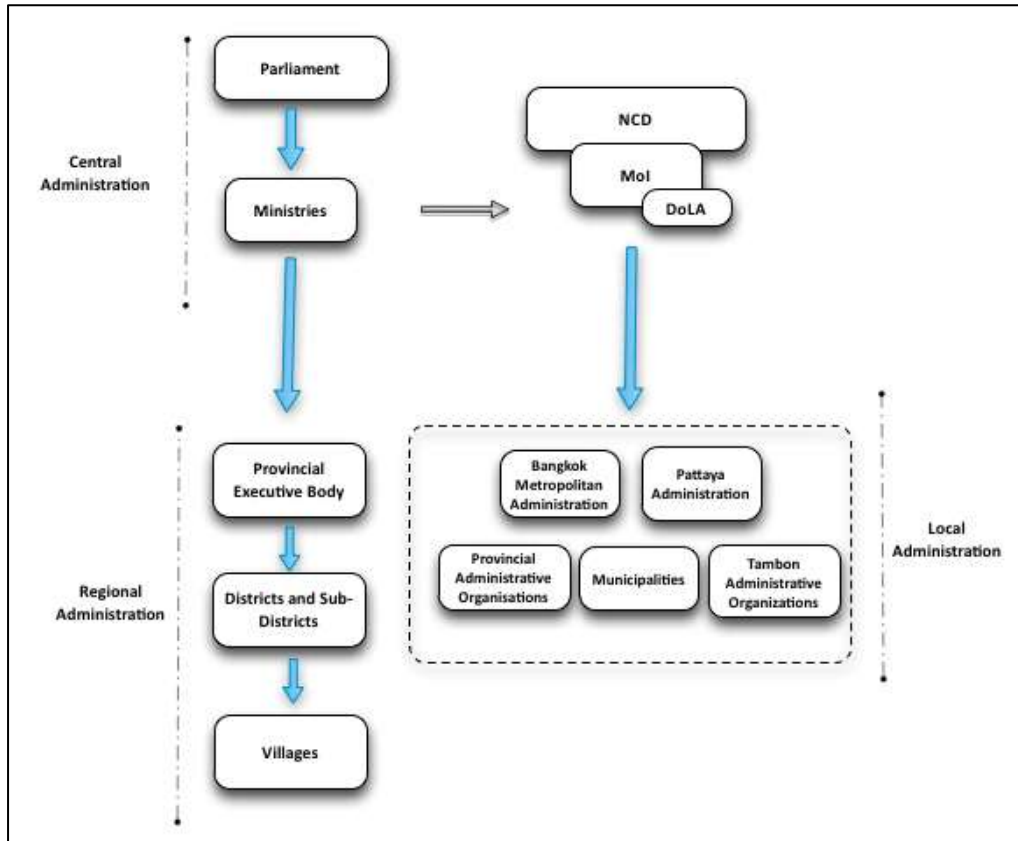 Parliament
Central
Administration
Ministries
NCD
MoI
DoLA
Provincial
Executive Body
Regional
Administration
Districts and Sub-
Districts
Villages
Bangkok
Metropolitan
Administration
Pattaya
Administration
Provincial
Administrative
Organisations
Municipalities
Tambon
Administrative
Organizations
Local
Administration